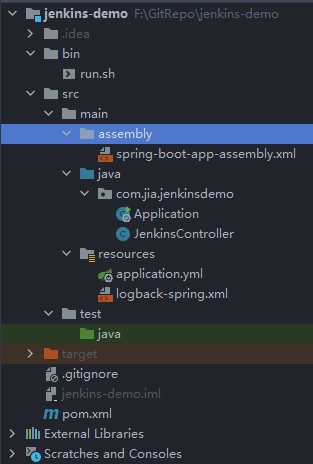 jenkins-demo F:\GitRepo\jenkins-demo
.idea
bin
run.sh
src
main
assembly
spring-boot-app-assembly.xml
java
com.jia.jenkinsdemo
Application
JenkinsController
resources
application.yml
logback-spring.xml
test
java
target
.gitignore
jenkins-demo.iml
pom.xml
External Libraries
Scratches and Consoles